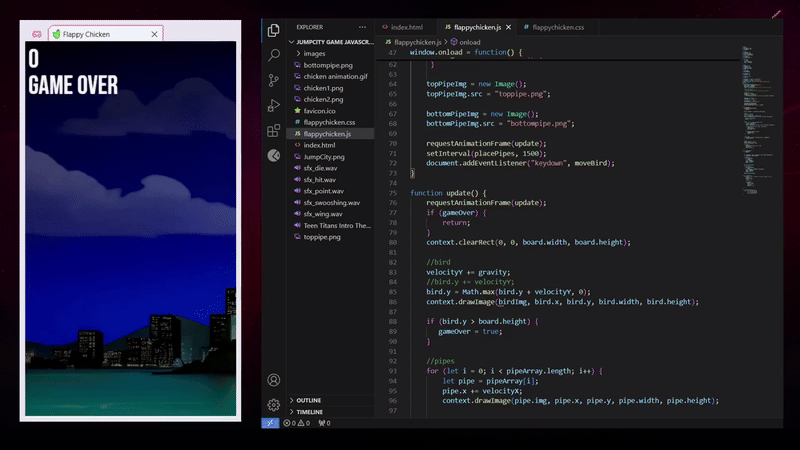 Flappy Chicken
0
GAME OVER
EXPLORER
JUMPCITY GAME JAVASCR...
images
bottompipe.png
chicken animation.gif
chicken1.png
chicken2.png
favicon.ico
flappychicken.css
flappychicken.js
index.html
JumpCity.png
sfx_die.wav
sfx_hit.wav
sfx_point.wav
sfx_swooshing.wav
sfx_wing.wav
Teen Titans Intro The...
toppipe.png
OUTLINE
TIMELINE
0 0 0
index.html flappychicken.js flappychicken.css
flappychicken.js > onload
47 window.onload = function() {
62 }
63
64 topPipeImg = new Image();
65 topPipeImg.src = "toppipe.png";
66
67 bottomPipeImg = new Image();
68 bottomPipeImg.src = "bottompipe.png";
69
70 requestAnimationFrame(update);
71 setInterval(placePipes, 1500);
72 document.addEventListener("keydown", moveBird);
73 }
74
75 function update() {
76 requestAnimationFrame(update);
77 if (gameOver) {
78 return;
79 }
80 context.clearRect(0, 0, board.width, board.height);
81
82 //bird
83 velocityY += gravity;
84 //bird.y += velocityY;
85 bird.y = Math.max(bird.y + velocityY, 0);
86 context.drawImage(birdImg, bird.x, bird.y, bird.width, bird.height);
87
88 if (bird.y > board.height) {
89 gameOver = true;
90 }
91
92 //pipes
93 for (let i = 0; i < pipeArray.length; i++) {
94 let pipe = pipeArray[i];
95 pipe.x += velocityX;
96 context.drawImage(pipe.img, pipe.x, pipe.y, pipe.width, pipe.height);
97